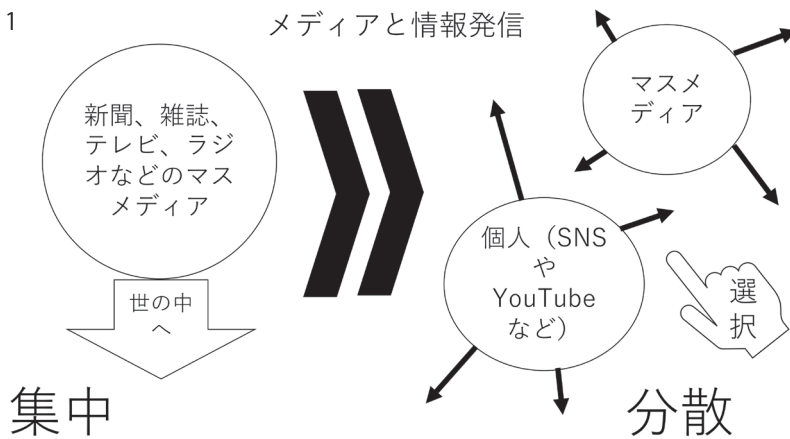 1
メディアと情報発信
新聞、雑誌、
テレビ、ラジ
オなどのマス
メディア
世の中
へ
集中
マスメ
ディア
個人（SNS
や
YouTube
など）
選
択
分散